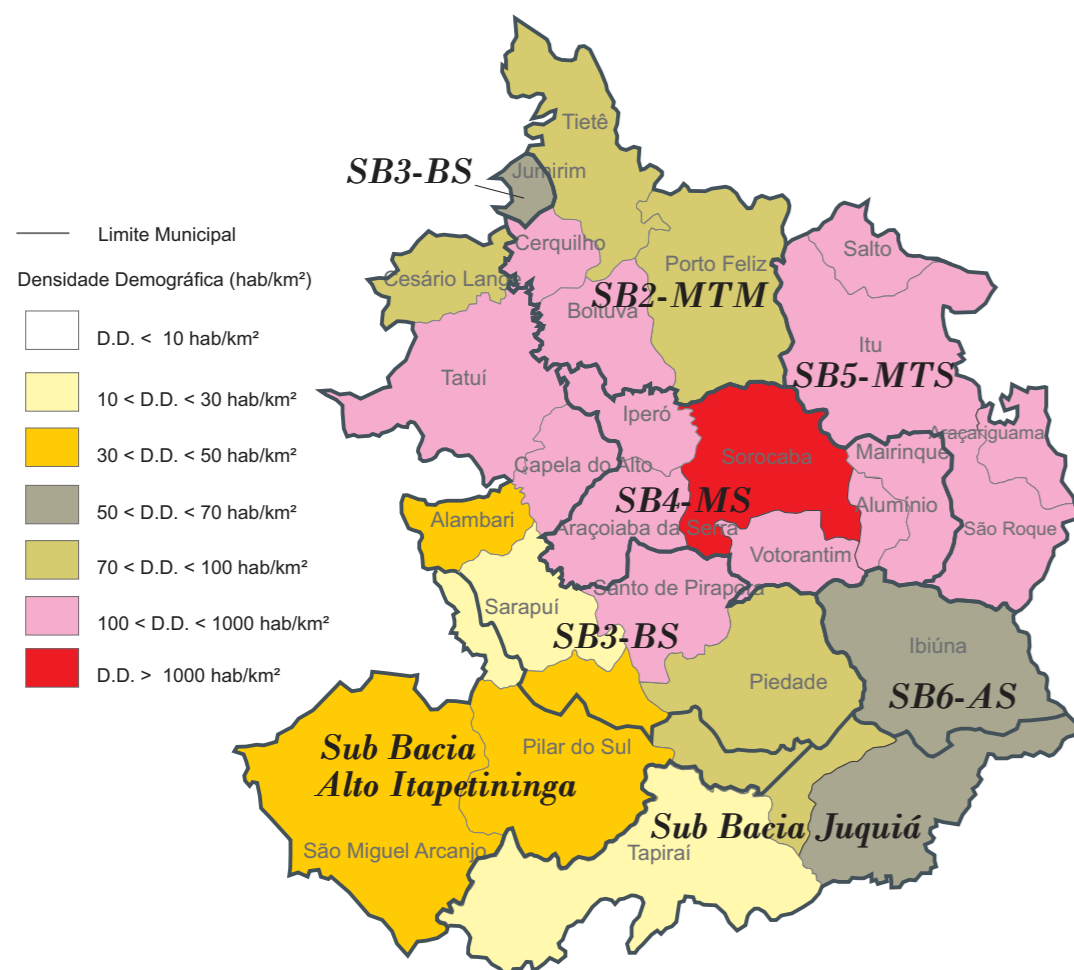 Tietê
SB3-BS
Jumirim
Limite Municipal
Densidade Demográfica (hab/km²)
D.D. < 10 hab/km²
10 < D.D. < 30 hab/km²
30 < D.D. < 50 hab/km²
50 < D.D. < 70 hab/km²
70 < D.D. < 100 hab/km²
100 < D.D. < 1000 hab/km²
D.D. > 1000 hab/km²
Cerquilho
Salto
Cesário Lange
Porto Feliz
SB2-MTM
Boituva
Itu
SB5-MTS
Tatuí
Iperó
Araçariguama
Sorocaba
Mairinque
Capela do Alto
SB4-MS
Alumínio
Alambari
Araçoiaba da Serra
São Roque
Votorantim
Santo de Pirapora
Sarapuí
SB3-BS
Ibiúna
Piedade
SB6-AS
Sub Bacia
Alto Itapetininga
Pilar do Sul
Sub Bacia Juquiá
São Miguel Arcanjo
Tapiraí